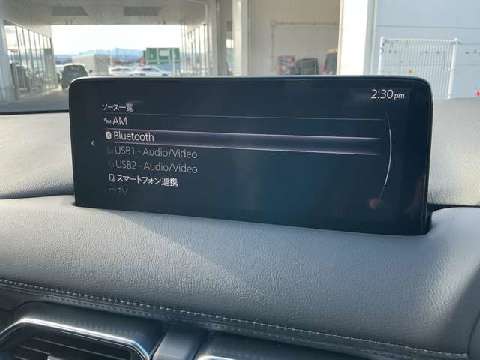 2:30pm
ソース一覧
AM
Bluetooth
USB1 - Audio/Video
USB2 - Audio/Video
スマートフォン連携
TV